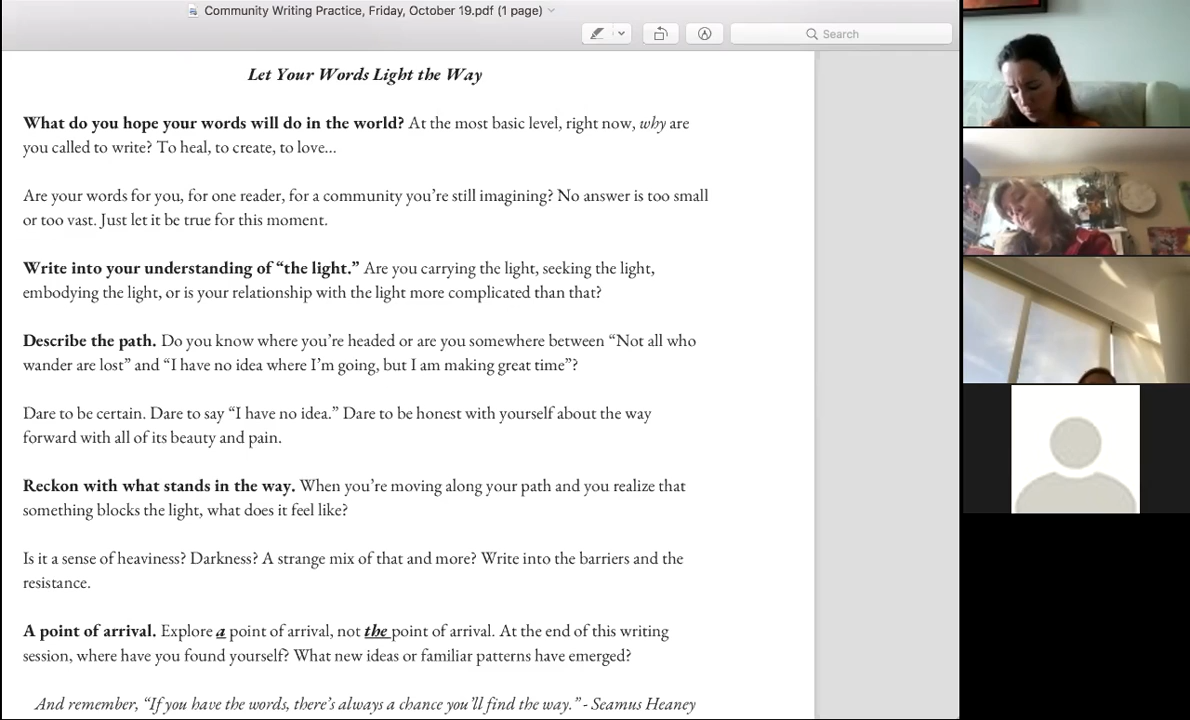 Community Writing Practice, Friday, October 19.pdf (1 page)
Search
Let Your Words Light the Way
What do you hope your words will do in the world? At the most basic level, right now, why are
you called to write? To heal, to create, to love...
Are your words for you, for one reader, for a community you’re still imagining? No answer is too small
or too vast. Just let it be true for this moment.
Write into your understanding of “the light.” Are you carrying the light, seeking the light,
embodying the light, or is your relationship with the light more complicated than that?
Describe the path. Do you know where you’re headed or are you somewhere between “Not all who
wander are lost” and “I have no idea where I’m going, but I am making great time”?
Dare to be certain. Dare to say “I have no idea.” Dare to be honest with yourself about the way
forward with all of its beauty and pain.
Reckon with what stands in the way. When you’re moving along your path and you realize that
something blocks the light, what does it feel like?
Is it a sense of heaviness? Darkness? A strange mix of that and more? Write into the barriers and the
resistance.
A point of arrival. Explore a point of arrival, not the point of arrival. At the end of this writing
session, where have you found yourself? What new ideas or familiar patterns have emerged?
And remember, “If you have the words, there’s always a chance you’ll find the way.” - Seamus Heaney